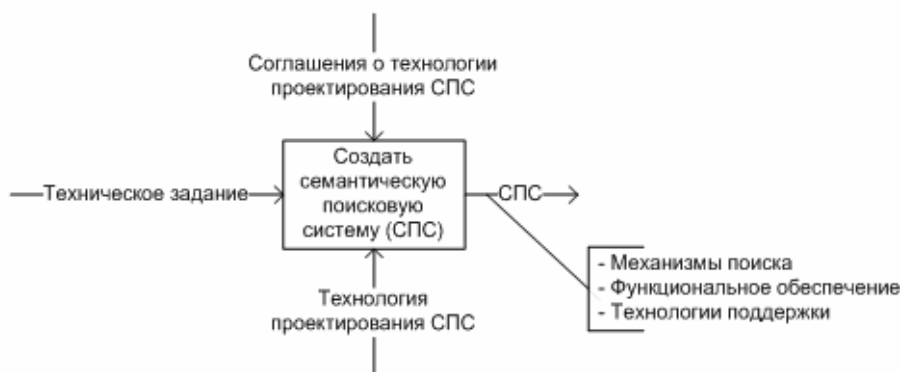 Соглашения о технологии
проектирования СПС
Создать
семантическую
поисковую
систему (СПС)
Техническое задание
СПС
- Механизмы поиска
- Функциональное обеспечение
- Технологии поддержки
Технология
проектирования СПС